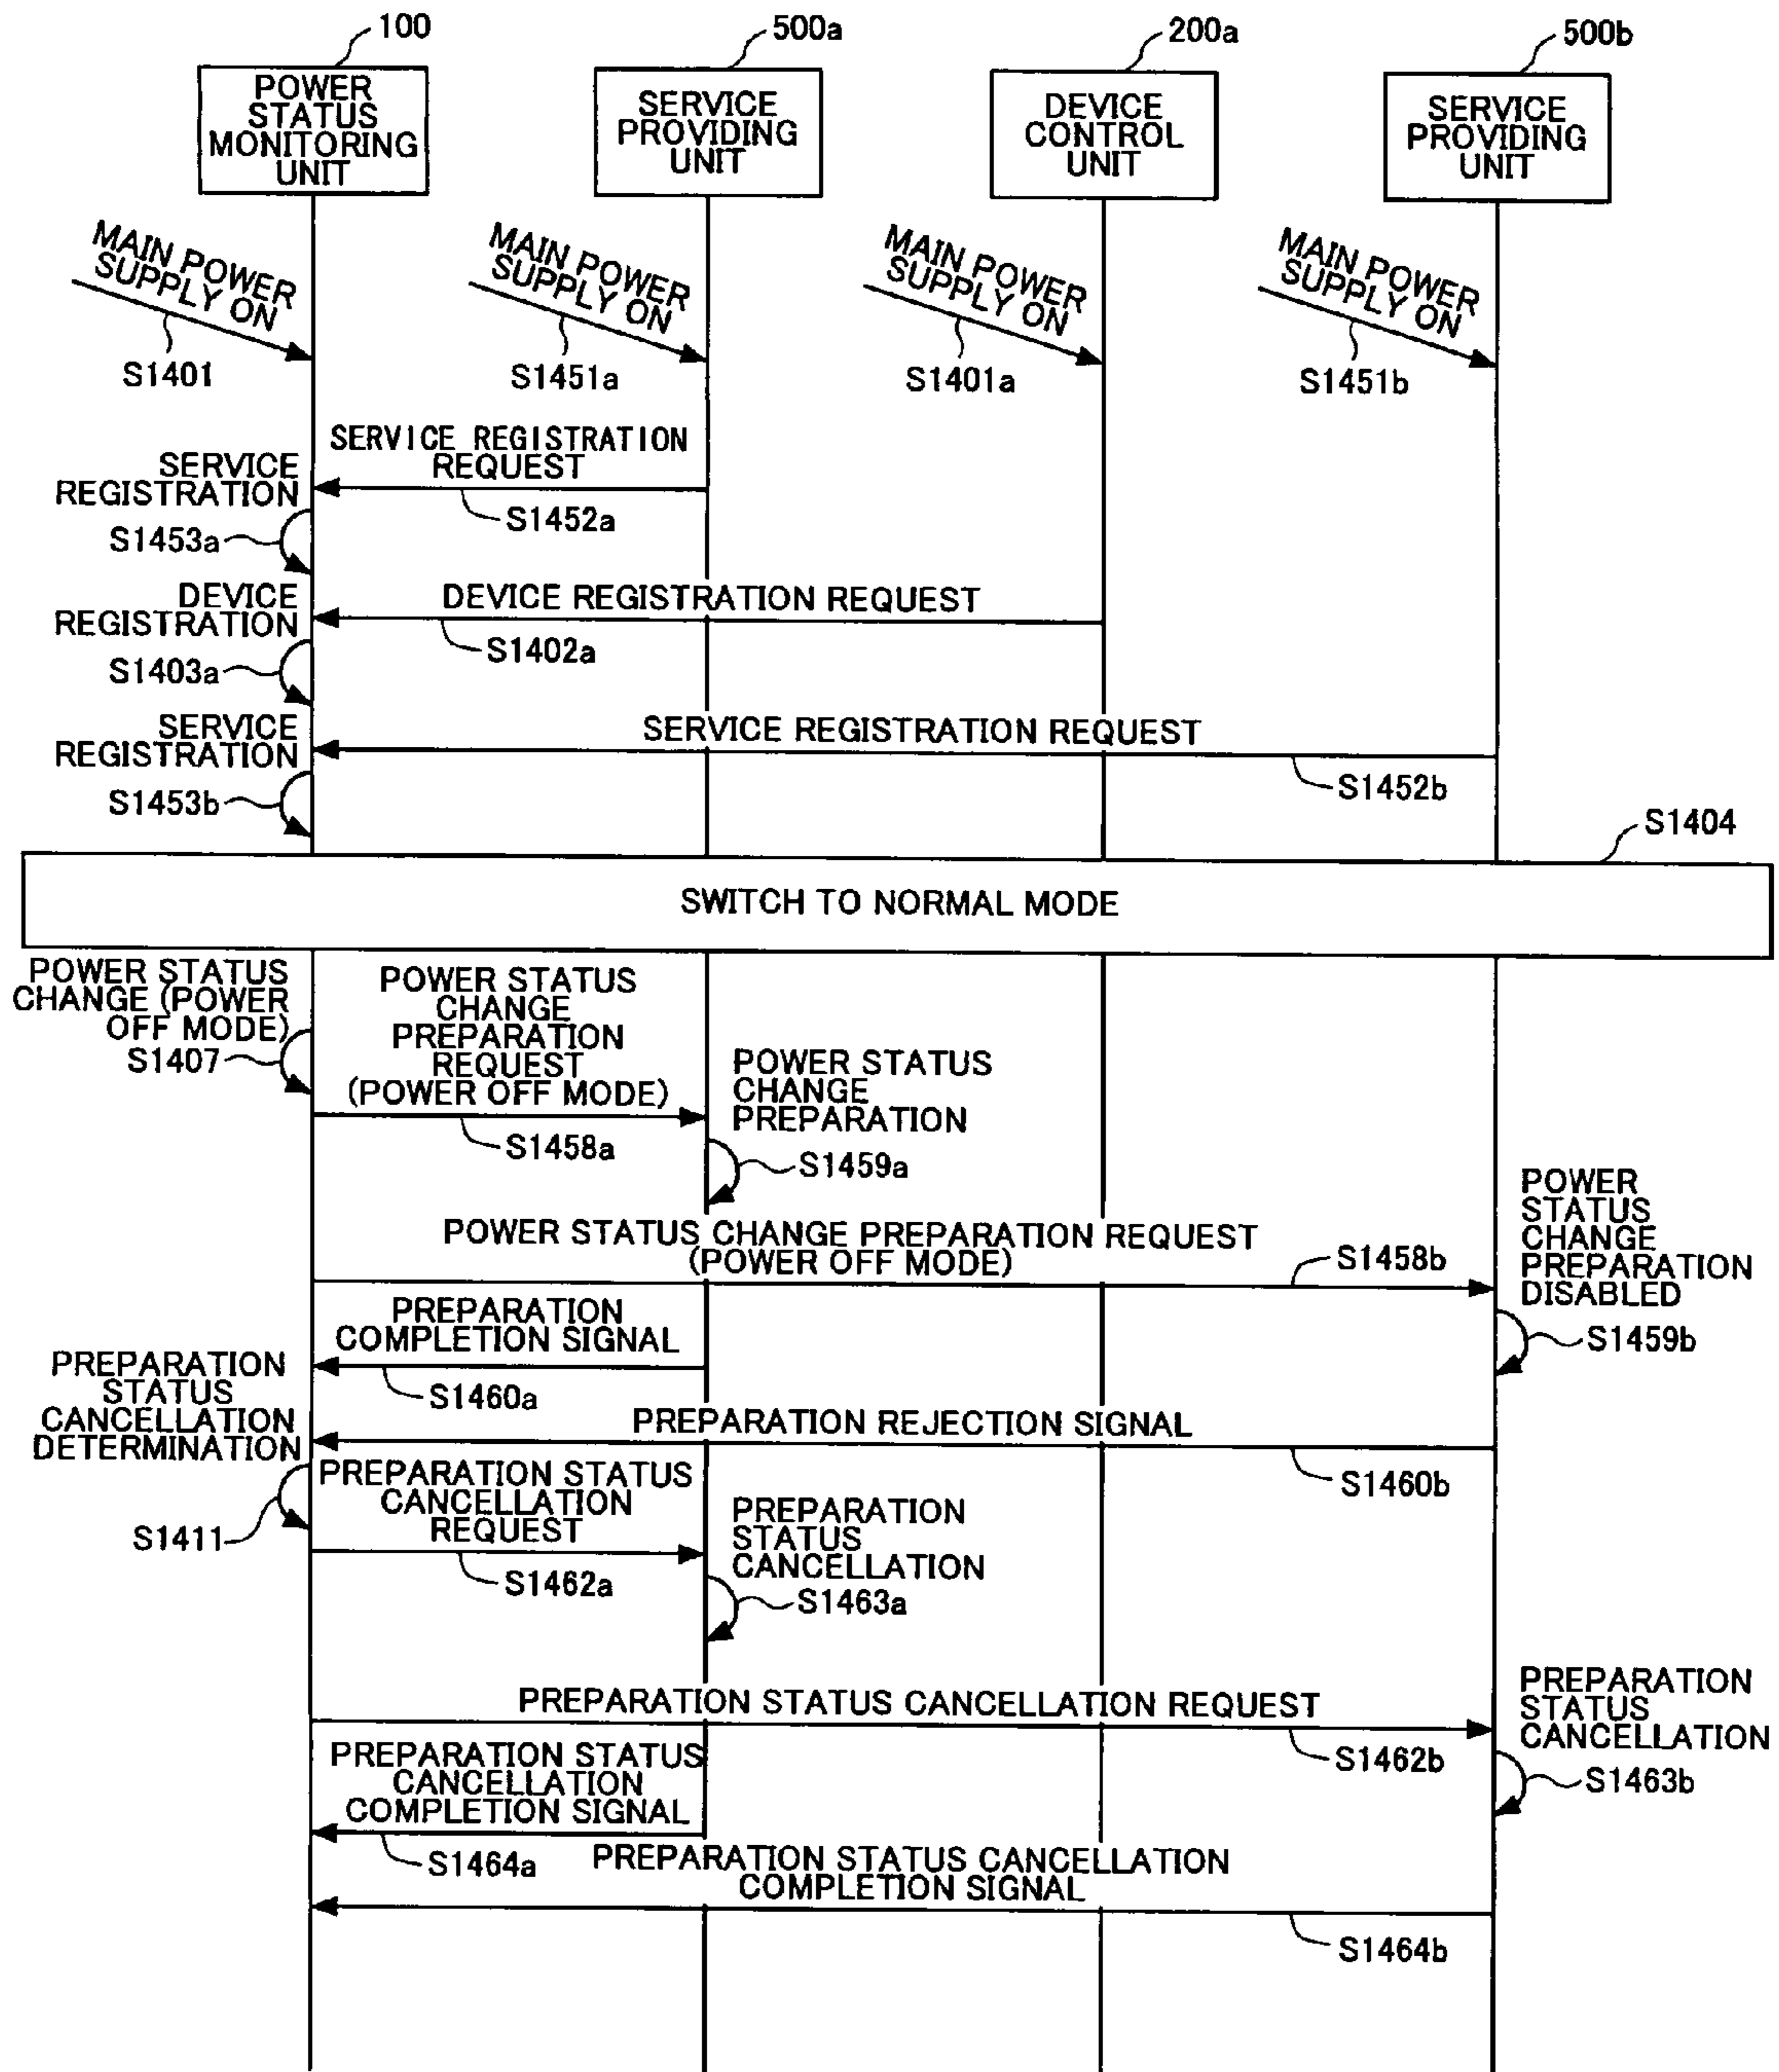 100
500a
200a
500b
POWER
STATUS
MONITORING
UNIT
SERVICE
PROVIDING
UNIT
DEVICE
CONTROL
UNIT
SERVICE
PROVIDING
UNIT
MAIN POWER
SUPPLY ON
S1401
MAIN POWER
SUPPLY ON
S1451a
MAIN POWER
SUPPLY ON
S1401a
MAIN POWER
SUPPLY ON
S1451b
SERVICE REGISTRATION
REQUEST
S1452a
SERVICE
REGISTRATION
S1453a
DEVICE REGISTRATION REQUEST
S1402a
DEVICE
REGISTRATION
S1403a
SERVICE REGISTRATION REQUEST
S1452b
SERVICE
REGISTRATION
S1453b
S1404
SWITCH TO NORMAL MODE
POWER STATUS
CHANGE (POWER
OFF MODE)
S1407
POWER STATUS
CHANGE
PREPARATION
REQUEST
(POWER OFF MODE)
S1458a
POWER STATUS
CHANGE
PREPARATION
S1459a
POWER STATUS CHANGE PREPARATION REQUEST
(POWER OFF MODE)
S1458b
POWER
STATUS
CHANGE
PREPARATION
DISABLED
S1459b
PREPARATION
COMPLETION SIGNAL
S1460a
PREPARATION REJECTION SIGNAL
S1460b
PREPARATION
STATUS
CANCELLATION
DETERMINATION
S1411
PREPARATION STATUS
CANCELLATION
REQUEST
S1462a
PREPARATION
STATUS
CANCELLATION
S1463a
PREPARATION STATUS CANCELLATION REQUEST
S1462b
PREPARATION
STATUS
CANCELLATION
S1463b
PREPARATION STATUS
CANCELLATION
COMPLETION SIGNAL
S1464a
PREPARATION STATUS CANCELLATION
COMPLETION SIGNAL
S1464b